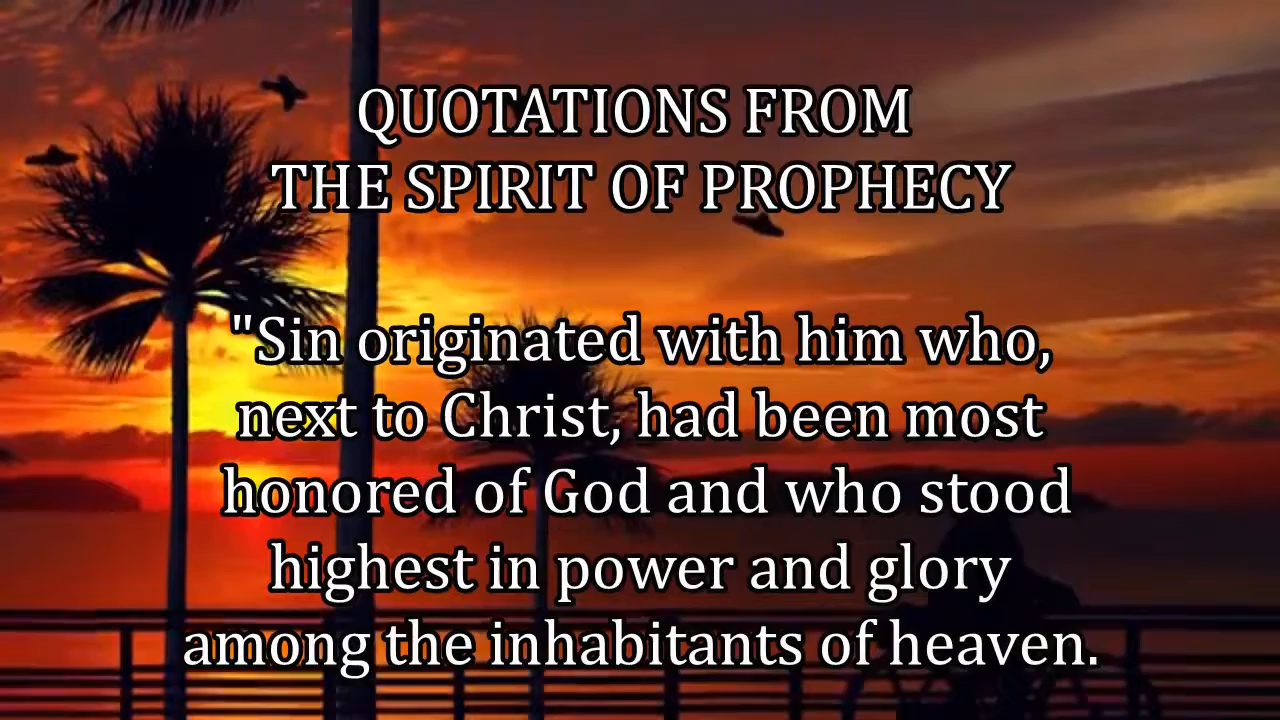 QUOTATIONS FROM
THE SPIRIT OF PROPHECY
"Sin originated with him who,
next to Christ, had been most
honored of God and who stood
highest in power and glory
among the inhabitants of heaven.